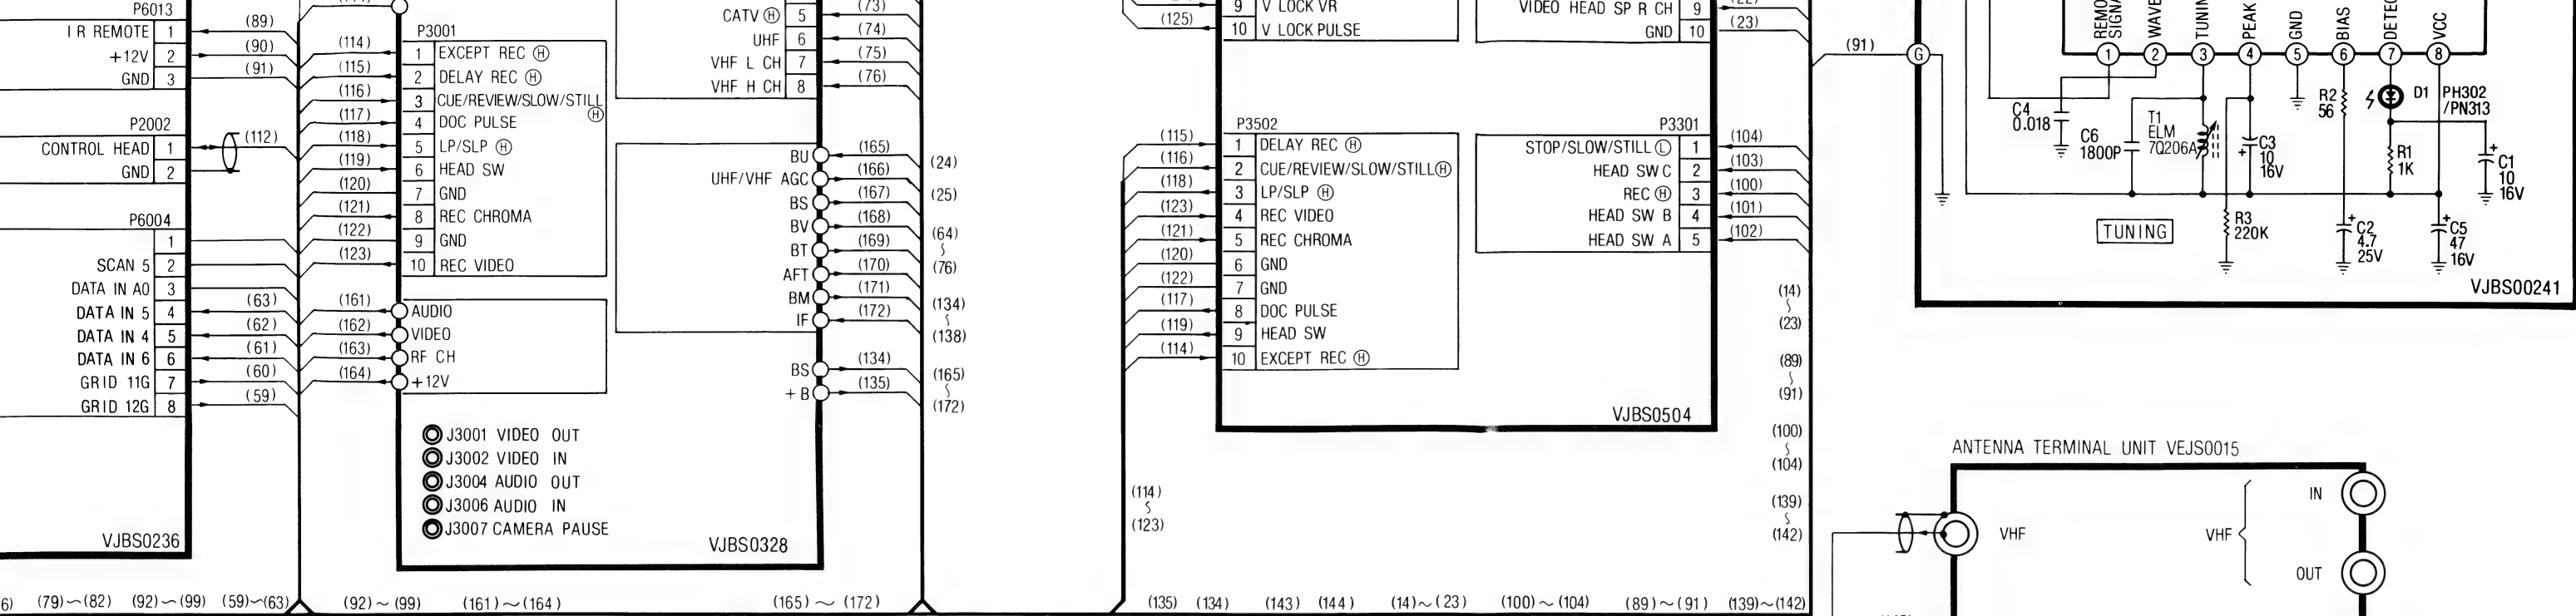 P6013
I R REMOTE 1 (89)
+12V 2 (90)
GND 3 (91)
P2002
CONTROL HEAD 1 (112)
GND 2
P6004
1
SCAN 5 2
DATA IN A0 3
DATA IN 5 4 (63)
DATA IN 4 5 (62)
DATA IN 6 6 (61)
GRID 11G 7 (60)
GRID 12G 8 (59)
VJBS0236
P3001
(114) 1 EXCEPT REC Ⓗ
(115) 2 DELAY REC Ⓗ
(116) 3 CUE/REVIEW/SLOW/STILL Ⓗ
(117) 4 DOC PULSE
(118) 5 LP/SLP Ⓗ
(119) 6 HEAD SW
(120) 7 GND
(121) 8 REC CHROMA
(122) 9 GND
(123) 10 REC VIDEO
(161) AUDIO
(162) VIDEO
(163) RF CH
(164) +12V
J3001 VIDEO OUT
J3002 VIDEO IN
J3004 AUDIO OUT
J3006 AUDIO IN
J3007 CAMERA PAUSE
VJBS0328
CATV Ⓗ 5 (73)
UHF 6 (74)
VHF L CH 7 (75)
VHF H CH 8 (76)
BU (165)
UHF/VHF AGC (166)
BS (167)
BV (168)
BT (169)
AFT (170)
BM (171)
IF (172)
BS (134)
+B (135)
(24)
(25)
(64)
~
(76)
(134)
~
(138)
(165)
~
(172)
9 V LOCK VR
(125) 10 V LOCK PULSE
VIDEO HEAD SP R CH 9 (22)
GND 10 (23)
P3502
(115) 1 DELAY REC Ⓗ
(116) 2 CUE/REVIEW/SLOW/STILL Ⓗ
(118) 3 LP/SLP Ⓗ
(123) 4 REC VIDEO
(121) 5 REC CHROMA
(120) 6 GND
(122) 7 GND
(117) 8 DOC PULSE
(119) 9 HEAD SW
(114) 10 EXCEPT REC Ⓗ
P3301
STOP/SLOW/STILL Ⓛ 1 (104)
HEAD SW C 2 (103)
REC Ⓗ 3 (100)
HEAD SW B 4 (101)
HEAD SW A 5 (102)
VJBS0504
(114)
~
(123)
(14)
~
(23)
(89)
~
(91)
(100)
~
(104)
(139)
~
(142)
(91) G
WAVE
TUNIN
PEAK
GND
BIAS
DETEC
VCC
1 2 3 4 5 6 7 8
C4
0.018
C6
1800P
T1
ELM
7Q206A
C3
10
16V
R2
56
D1 PH302
/PN313
R1
1K
C1
10
16V
R3
220K
C2
4.7
25V
C5
47
16V
TUNING
VJBS00241
ANTENNA TERMINAL UNIT VEJS0015
VHF
VHF
IN
OUT
6) (79)~(82) (92)~(99) (59)~(63) (92)~(99) (161)~(164) (165)~(172) (135) (134) (143) (144) (14)~(23) (100)~(104) (89)~(91) (139)~(142)